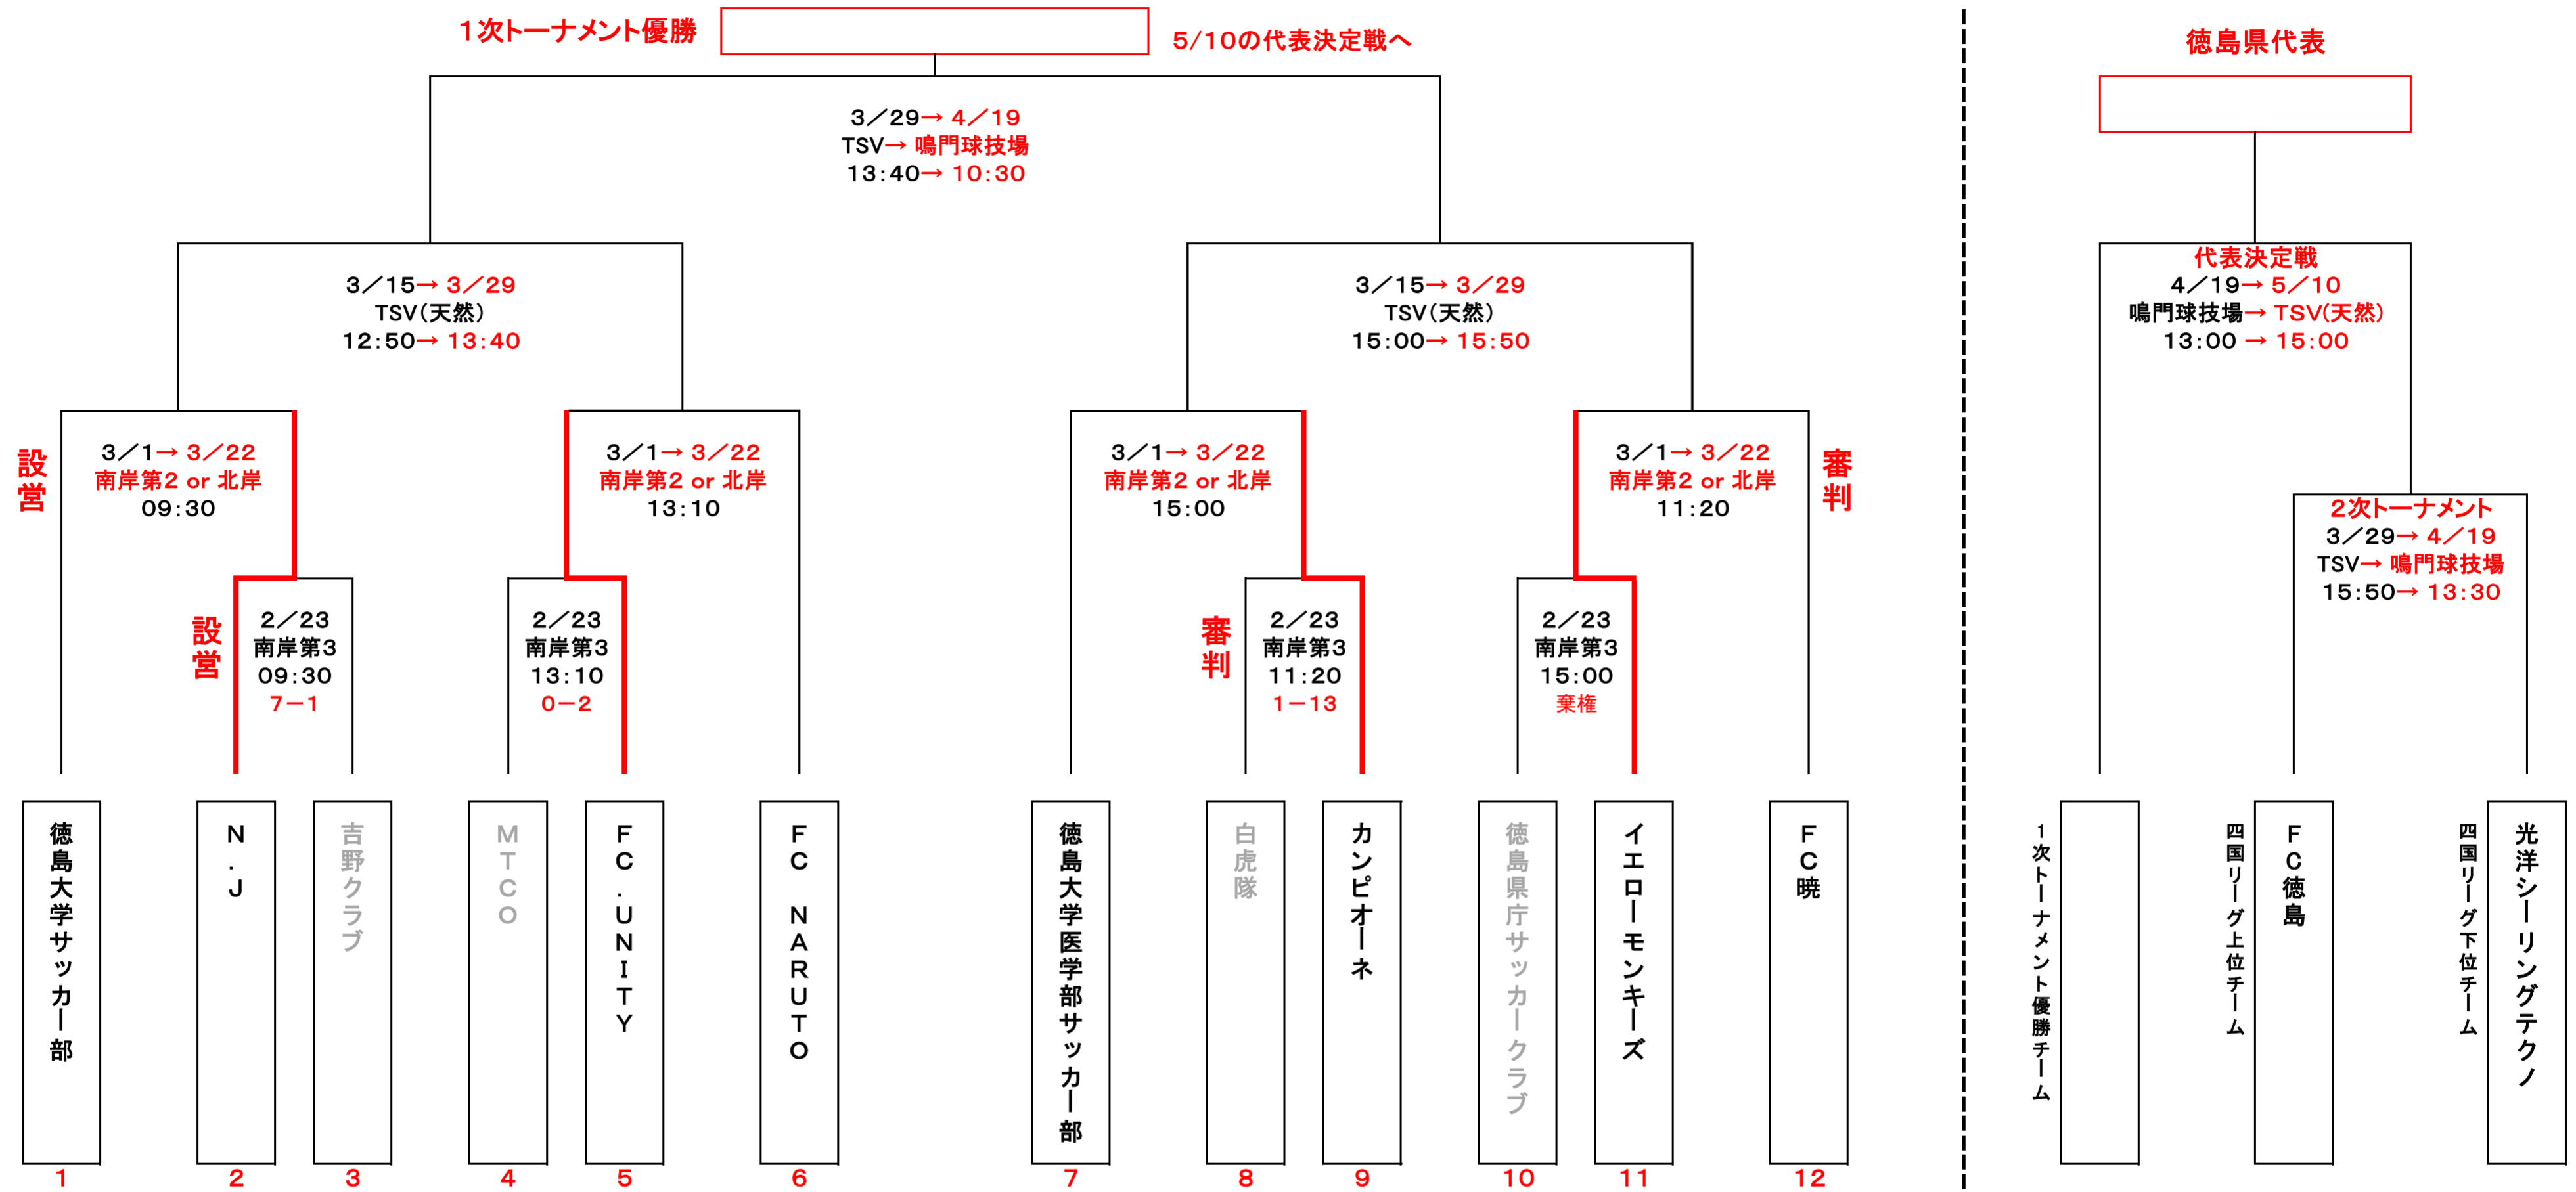 1次トーナメント優勝
5/10の代表決定戦へ
徳島県代表
3／29→ 4／19
TSV→ 鳴門球技場
13:40→ 10:30
3／15→ 3／29
TSV（天然）
12:50→ 13:40
3／15→ 3／29
TSV（天然）
15:00→ 15:50
代表決定戦
4／19→ 5／10
鳴門球技場→ TSV(天然)
13:00 → 15:00
設営
3／1→ 3／22
南岸第2 or 北岸
09:30
3／1→ 3／22
南岸第2 or 北岸
13:10
3／1→ 3／22
南岸第2 or 北岸
15:00
3／1→ 3／22
南岸第2 or 北岸
11:20
審判
2次トーナメント
3／29→ 4／19
TSV→ 鳴門球技場
15:50→ 13:30
設営
2／23
南岸第3
09:30
7－1
2／23
南岸第3
13:10
0－2
審判
2／23
南岸第3
11:20
1－13
2／23
南岸第3
15:00
棄権
徳島大学サッカー部
N.J
吉野クラブ
MTCO
FC.UNITY
FC NARUTO
徳島大学医学部サッカー部
白虎隊
カンピオーネ
徳島県庁サッカークラブ
イエローモンキーズ
FC暁
1次トーナメント優勝チーム
四国リーグ上位チーム
FC徳島
四国リーグ下位チーム
光洋シーリングテクノ
1
2
3
4
5
6
7
8
9
10
11
12